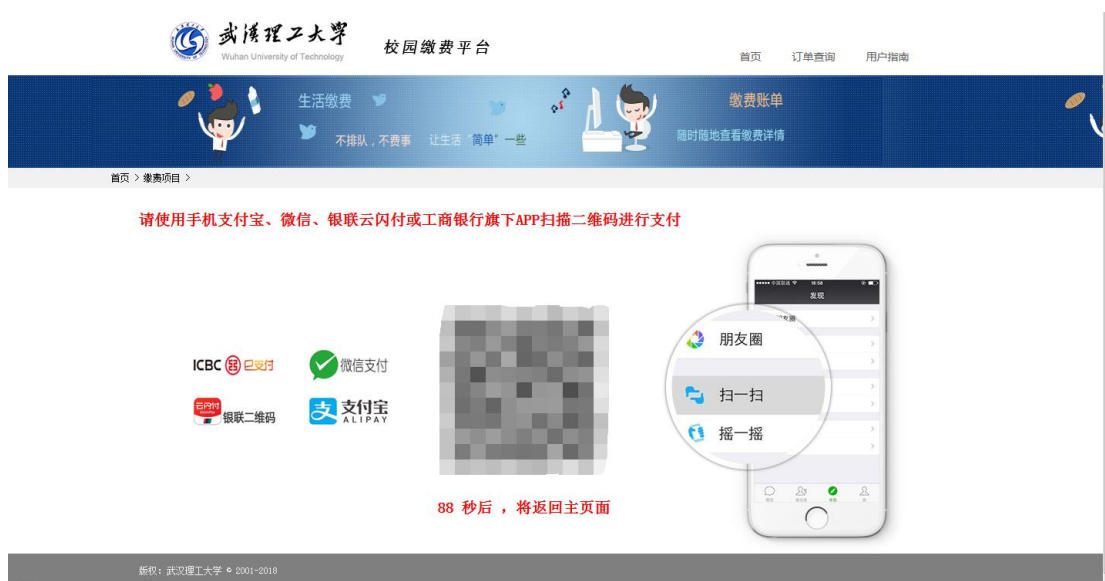 武汉理工大学
Wuhan University of Technology
校园缴费平台
首页 订单查询 用户指南
生活缴费
不排队，不费事 让生活“简单”一些
缴费账单
随时随地查看缴费详情
首页 > 缴费项目 >
请使用手机支付宝、微信、银联云闪付或工商银行旗下APP扫描二维码进行支付
发现
朋友圈
扫一扫
摇一摇
ICBC 已支付
微信支付
云闪付
银联二维码
支 支付宝
ALIPAY
88 秒后 ，将返回主页面
版权：武汉理工大学 © 2001-2018